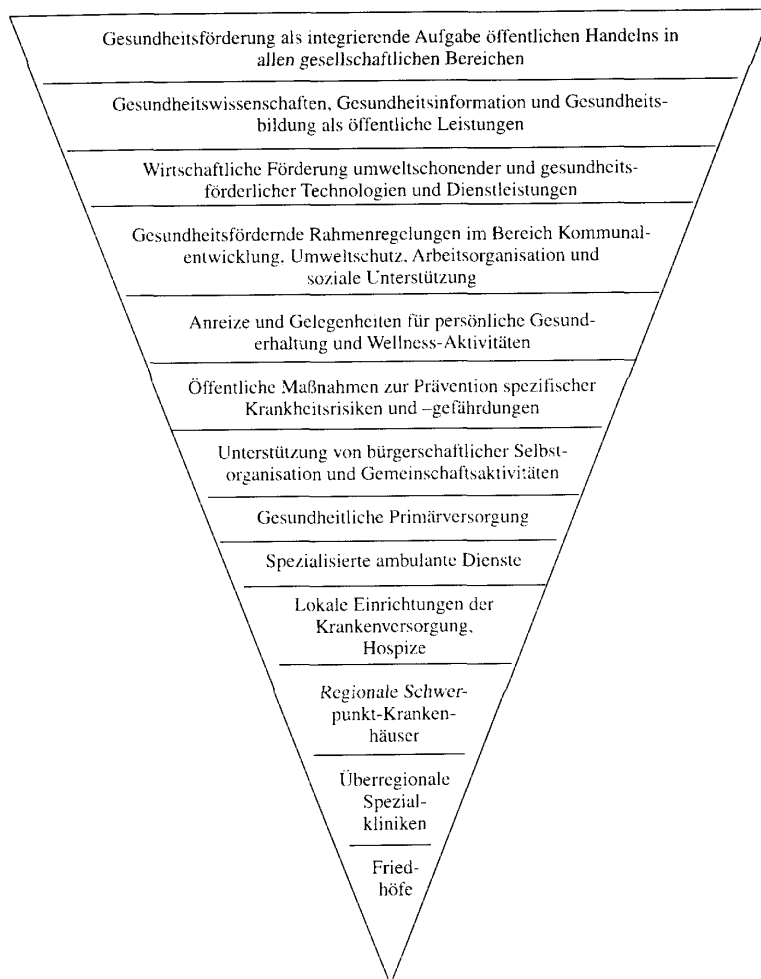 Gesundheitsförderung als integrierende Aufgabe öffentlichen Handelns in
allen gesellschaftlichen Bereichen
Gesundheitswissenschaften, Gesundheitsinformation und Gesundheits-
bildung als öffentliche Leistungen
Wirtschaftliche Förderung umweltschonender und gesundheits-
förderlicher Technologien und Dienstleistungen
Gesundheitsfördernde Rahmenregelungen im Bereich Kommunal-
entwicklung, Umweltschutz, Arbeitsorganisation und
soziale Unterstützung
Anreize und Gelegenheiten für persönliche Gesund-
erhaltung und Wellness-Aktivitäten
Öffentliche Maßnahmen zur Prävention spezifischer
Krankheitsrisiken und –gefährdungen
Unterstützung von bürgerschaftlicher Selbst-
organisation und Gemeinschaftsaktivitäten
Gesundheitliche Primärversorgung
Spezialisierte ambulante Dienste
Lokale Einrichtungen der
Krankenversorgung,
Hospize
Regionale Schwer-
punkt-Kranken-
häuser
Überregionale
Spezial-
kliniken
Fried-
höfe